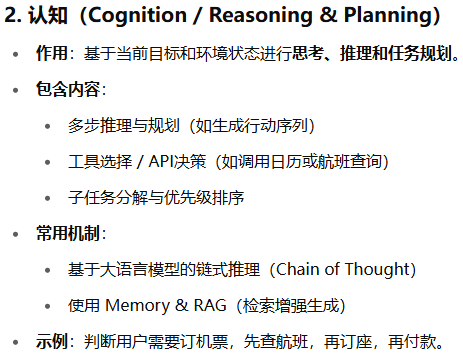 2. 认知（Cognition / Reasoning & Planning）
作用：基于当前目标和环境状态进行思考、推理和任务规划。
包含内容：
多步推理与规划（如生成行动序列）
工具选择 / API决策（如调用日历或航班查询）
子任务分解与优先级排序
常用机制：
基于大语言模型的链式推理（Chain of Thought）
使用 Memory & RAG（检索增强生成）
示例：判断用户需要订机票，先查航班，再订座，再付款。